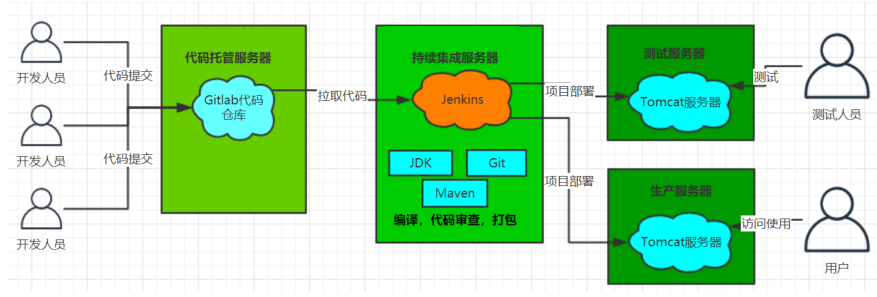 开发人员
代码提交
开发人员
代码提交
开发人员
代码托管服务器
Gitlab代码
仓库
拉取代码
持续集成服务器
Jenkins
JDK
Git
Maven
编译，代码审查，打包
项目部署
项目部署
测试服务器
Tomcat服务器
测试
测试人员
生产服务器
Tomcat服务器
访问使用
用户